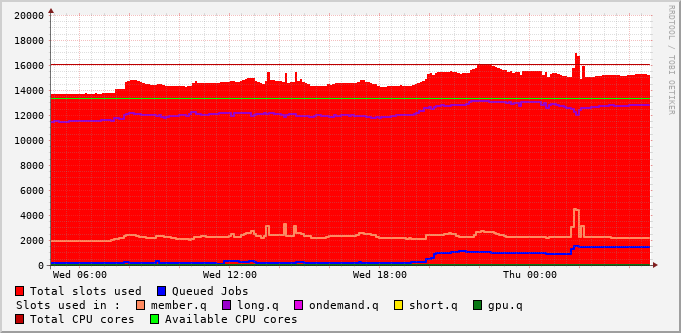 20000
18000
16000
14000
12000
10000
8000
6000
4000
2000
0
Wed 06:00 Wed 12:00 Wed 18:00 Thu 00:00
RRDTOOL / TOBI OETIKER
Total slots used Queued Jobs
Slots used in : member.q long.q ondemand.q short.q gpu.q
Total CPU cores Available CPU cores